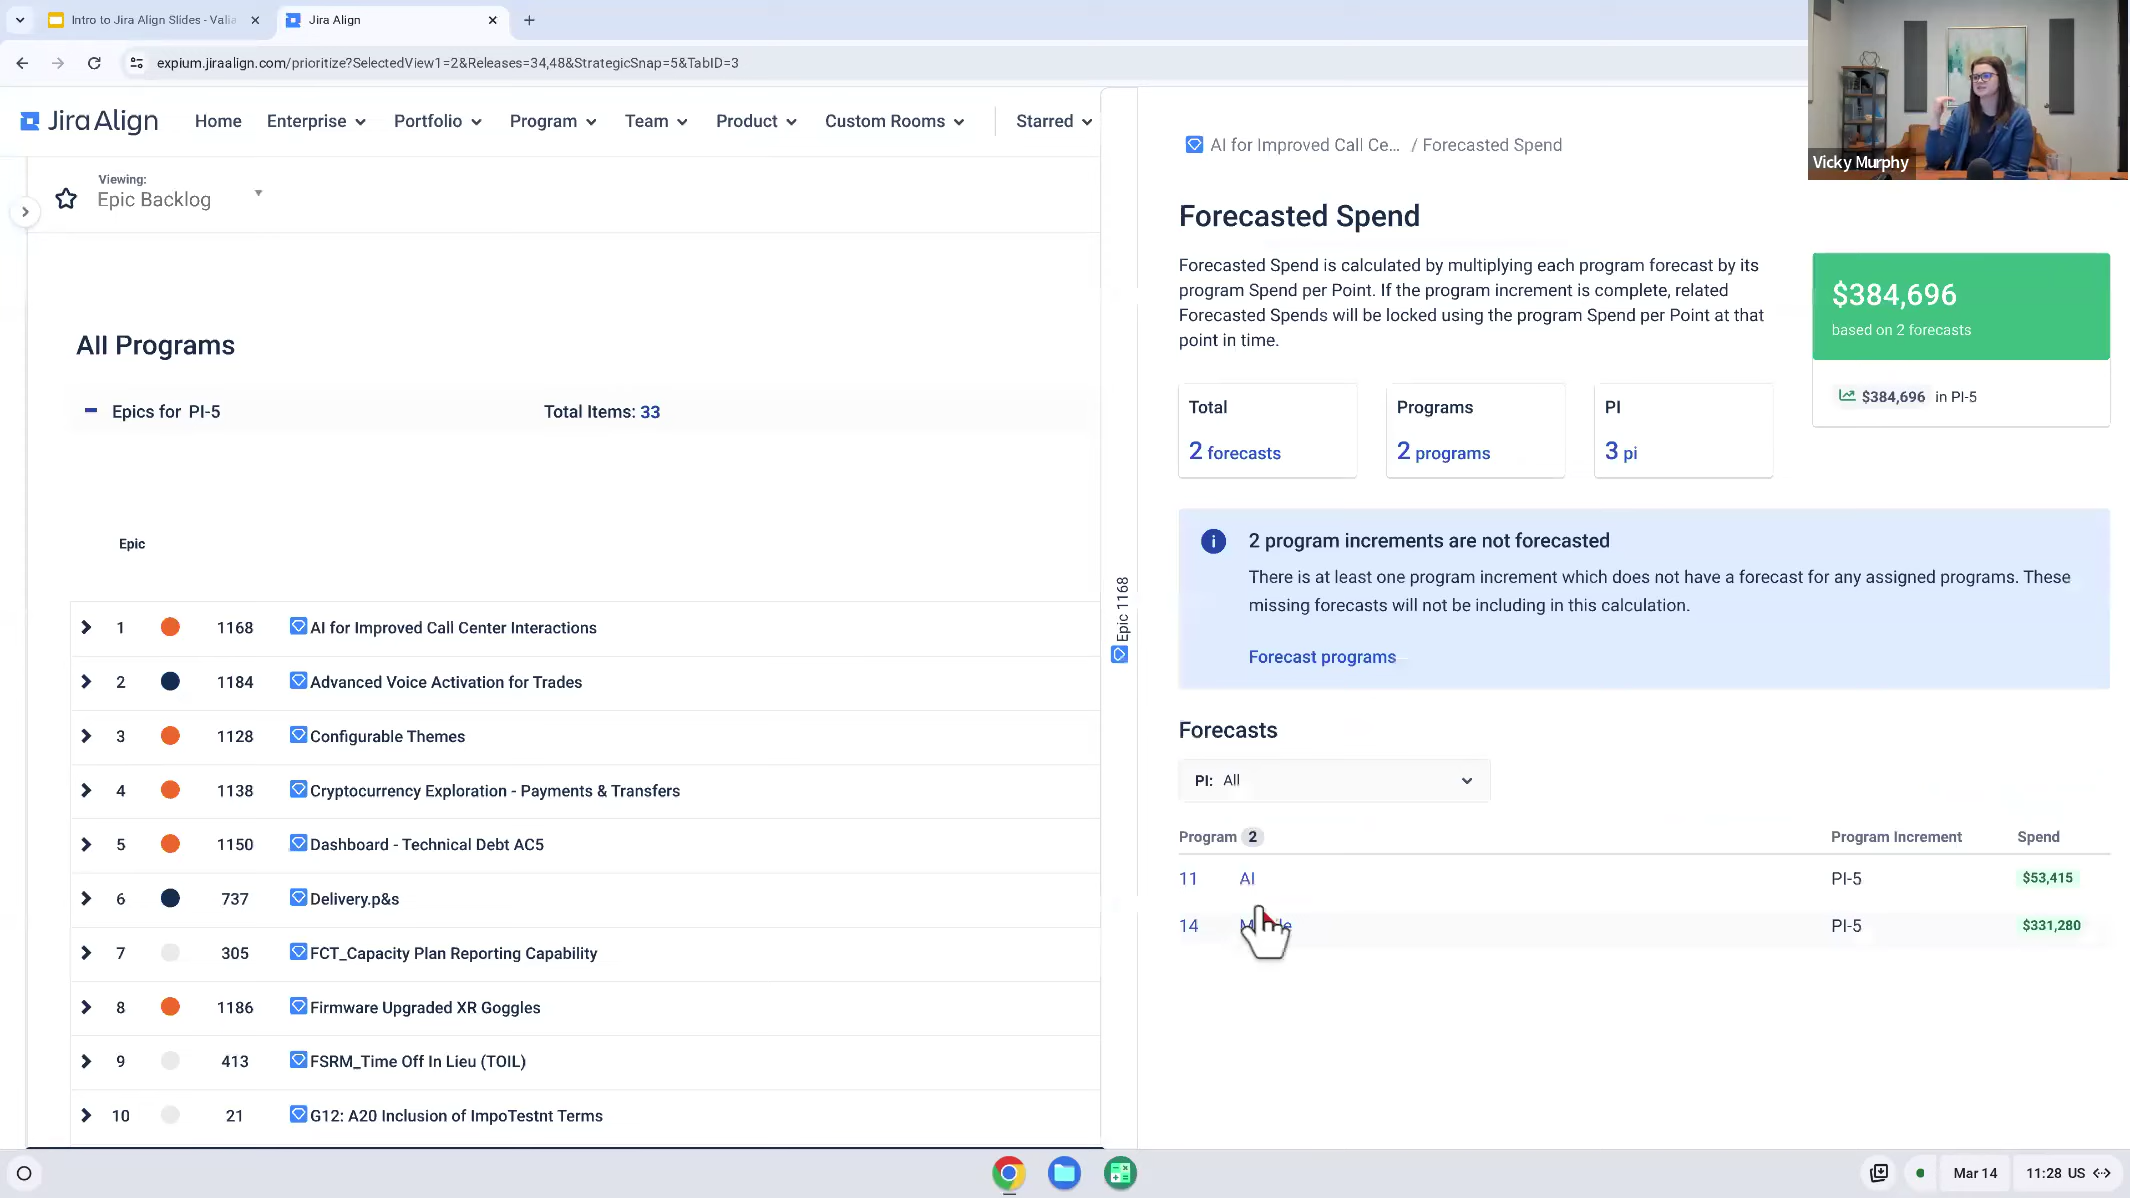 Intro to Jira Align Slides - Valia
Jira Align
expium.jiraalign.com/prioritize?SelectedView1=2&Releases=34,48&StrategicSnap=5&TabID=3
Jira Align
Home
Enterprise
Portfolio
Program
Team
Product
Custom Rooms
Starred
Viewing:
Epic Backlog
All Programs
Epics for PI-5
Total Items: 33
Epic
1 1168 AI for Improved Call Center Interactions
2 1184 Advanced Voice Activation for Trades
3 1128 Configurable Themes
4 1138 Cryptocurrency Exploration - Payments & Transfers
5 1150 Dashboard - Technical Debt AC5
6 737 Delivery.p&s
7 305 FCT_Capacity Plan Reporting Capability
8 1186 Firmware Upgraded XR Goggles
9 413 FSRM_Time Off In Lieu (TOIL)
10 21 G12: A20 Inclusion of ImpoTestnt Terms
Epic 1168
AI for Improved Call Ce... / Forecasted Spend
Vicky Murphy
Forecasted Spend
Forecasted Spend is calculated by multiplying each program forecast by its
program Spend per Point. If the program increment is complete, related
Forecasted Spends will be locked using the program Spend per Point at that
point in time.
$384,696
based on 2 forecasts
$384,696 in PI-5
Total
2 forecasts
Programs
2 programs
PI
3 pi
2 program increments are not forecasted
There is at least one program increment which does not have a forecast for any assigned programs. These
missing forecasts will not be including in this calculation.
Forecast programs
Forecasts
PI: All
Program 2
Program Increment
Spend
11 AI PI-5 $53,415
14 PI-5 $331,280
Mar 14
11:28 US